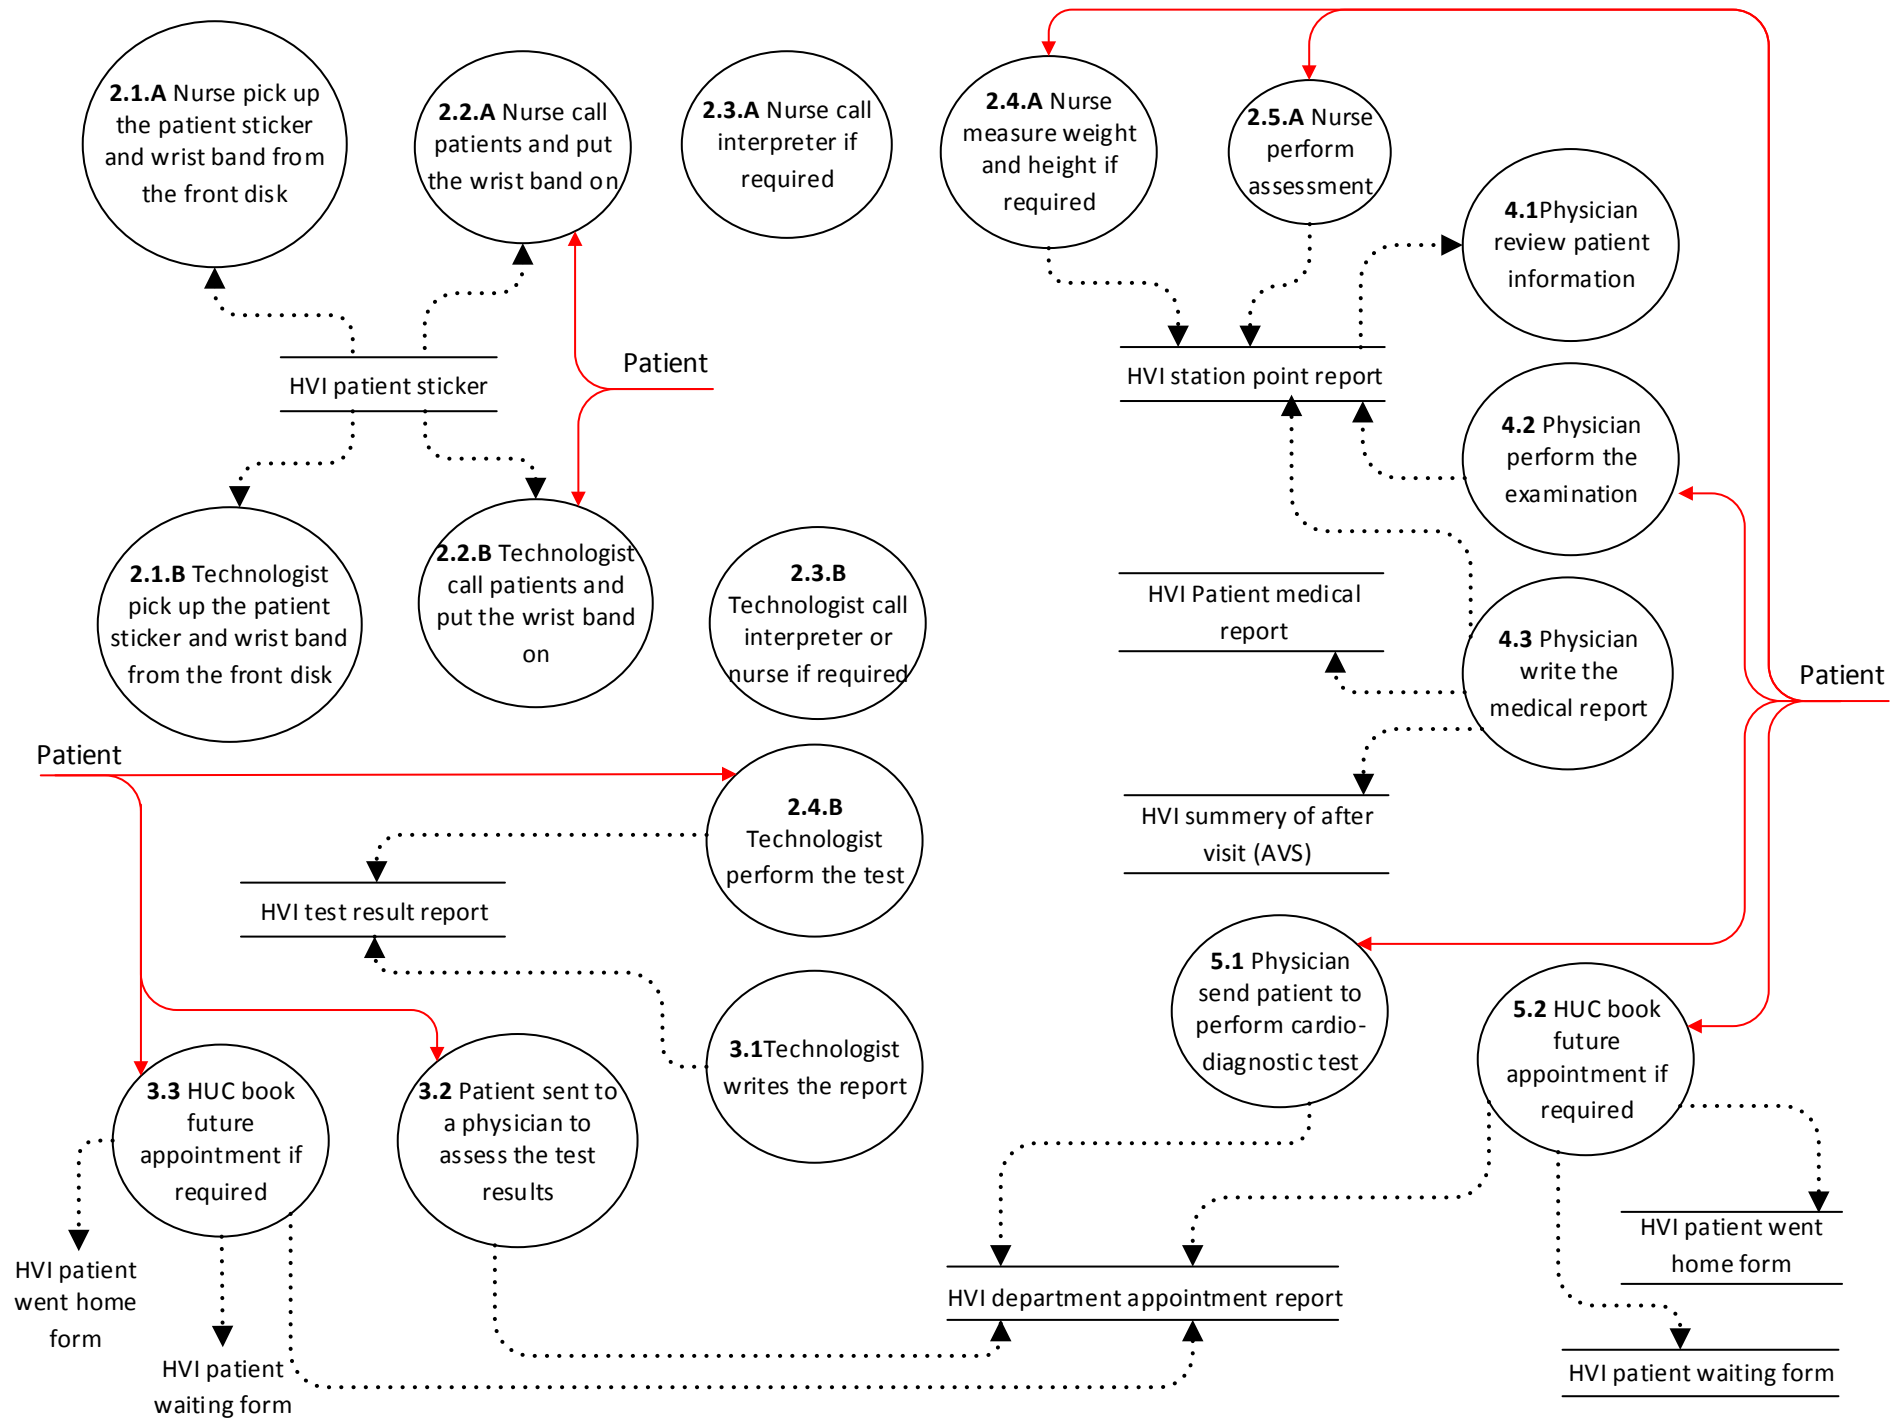 2.1.A Nurse pick up
the patient sticker
and wrist band from
the front disk
2.2.A Nurse call
patients and put
the wrist band on
2.3.A Nurse call
interpreter if
required
2.4.A Nurse
measure weight
and height if
required
2.5.A Nurse
perform
assessment
4.1Physician
review patient
information
HVI patient sticker
Patient
HVI station point report
4.2 Physician
perform the
examination
2.1.B Technologist
pick up the patient
sticker and wrist band
from the front disk
2.2.B Technologist
call patients and
put the wrist band
on
2.3.B
Technologist call
interpreter or
nurse if required
HVI Patient medical
report
4.3 Physician
write the
medical report
Patient
Patient
2.4.B
Technologist
perform the test
HVI summery of after
visit (AVS)
HVI test result report
5.1 Physician
send patient to
perform cardio-
diagnostic test
5.2 HUC book
future
appointment if
required
3.1Technologist
writes the report
3.3 HUC book
future
appointment if
required
3.2 Patient sent to
a physician to
assess the test
results
HVI patient went
home form
HVI patient
went home
form
HVI department appointment report
HVI patient
waiting form
HVI patient waiting form